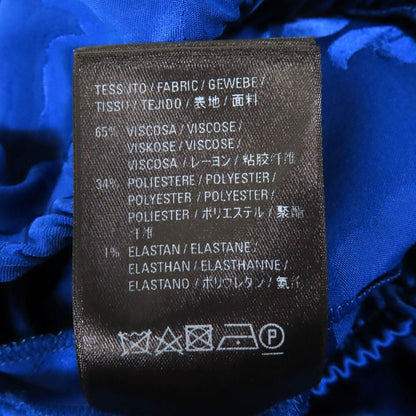 TESSUTO / FABRIC / GEWEBE /
TISSU / TEJIDO / 表地 / 面料
65% VISCOSA / VISCOSE /
VISKOSE / VISCOSE /
VISCOSA / レーヨン / 粘胶纤维
34% POLIESTERE / POLYESTER /
POLYESTER / POLYESTER /
POLIESTER / ポリエステル / 聚酯
纤维
1% ELASTAN / ELASTANE /
ELASTHAN / ELASTHANNE /
ELASTANO / ポリウレタン / 氨
P